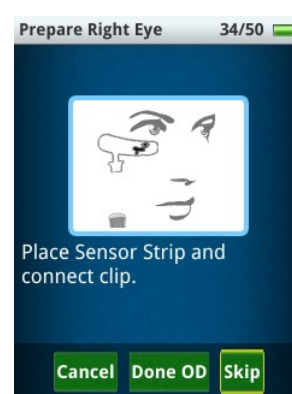 Prepare Right Eye 34/50
Place Sensor Strip and
connect clip.
Cancel Done OD Skip